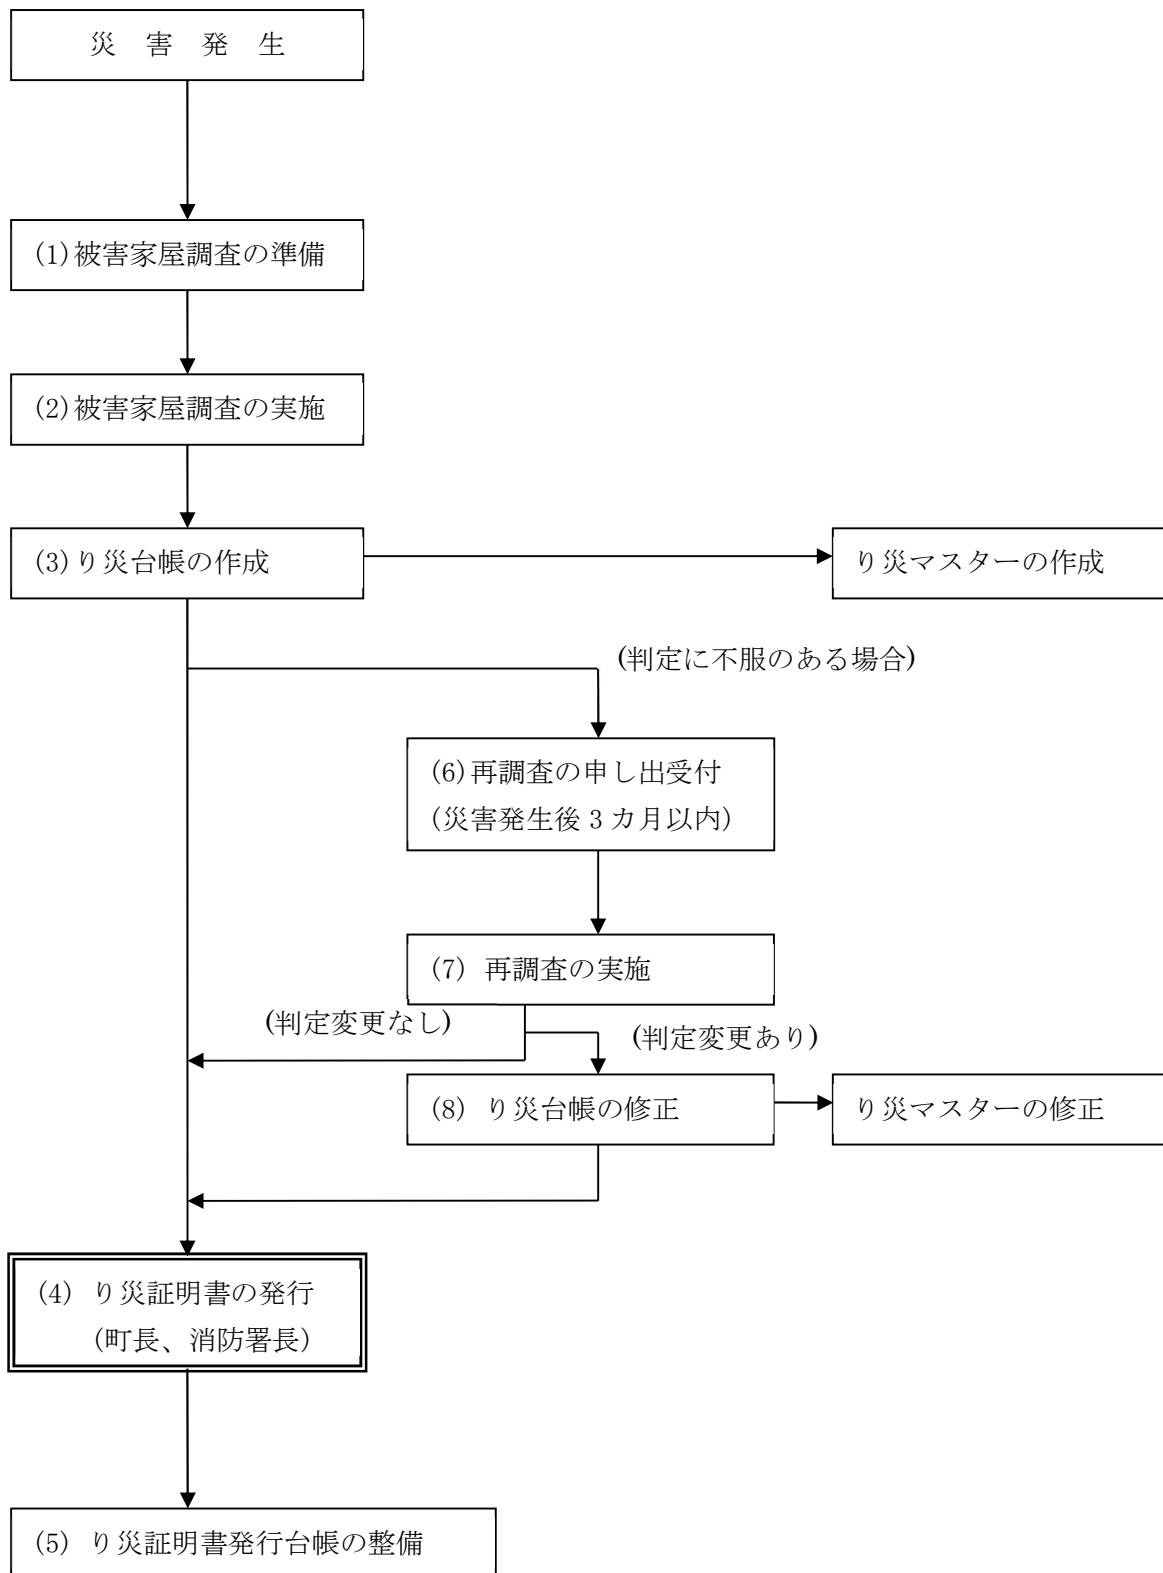 災　害　発　生
(1)被害家屋調査の準備
(2)被害家屋調査の実施
(3)り災台帳の作成
り災マスターの作成
(判定に不服のある場合)
(6)再調査の申し出受付
(災害発生後 3 カ月以内)
(7) 再調査の実施
(判定変更なし)
(判定変更あり)
(8) り災台帳の修正
り災マスターの修正
(4) り災証明書の発行
(町長、消防署長)
(5) り災証明書発行台帳の整備